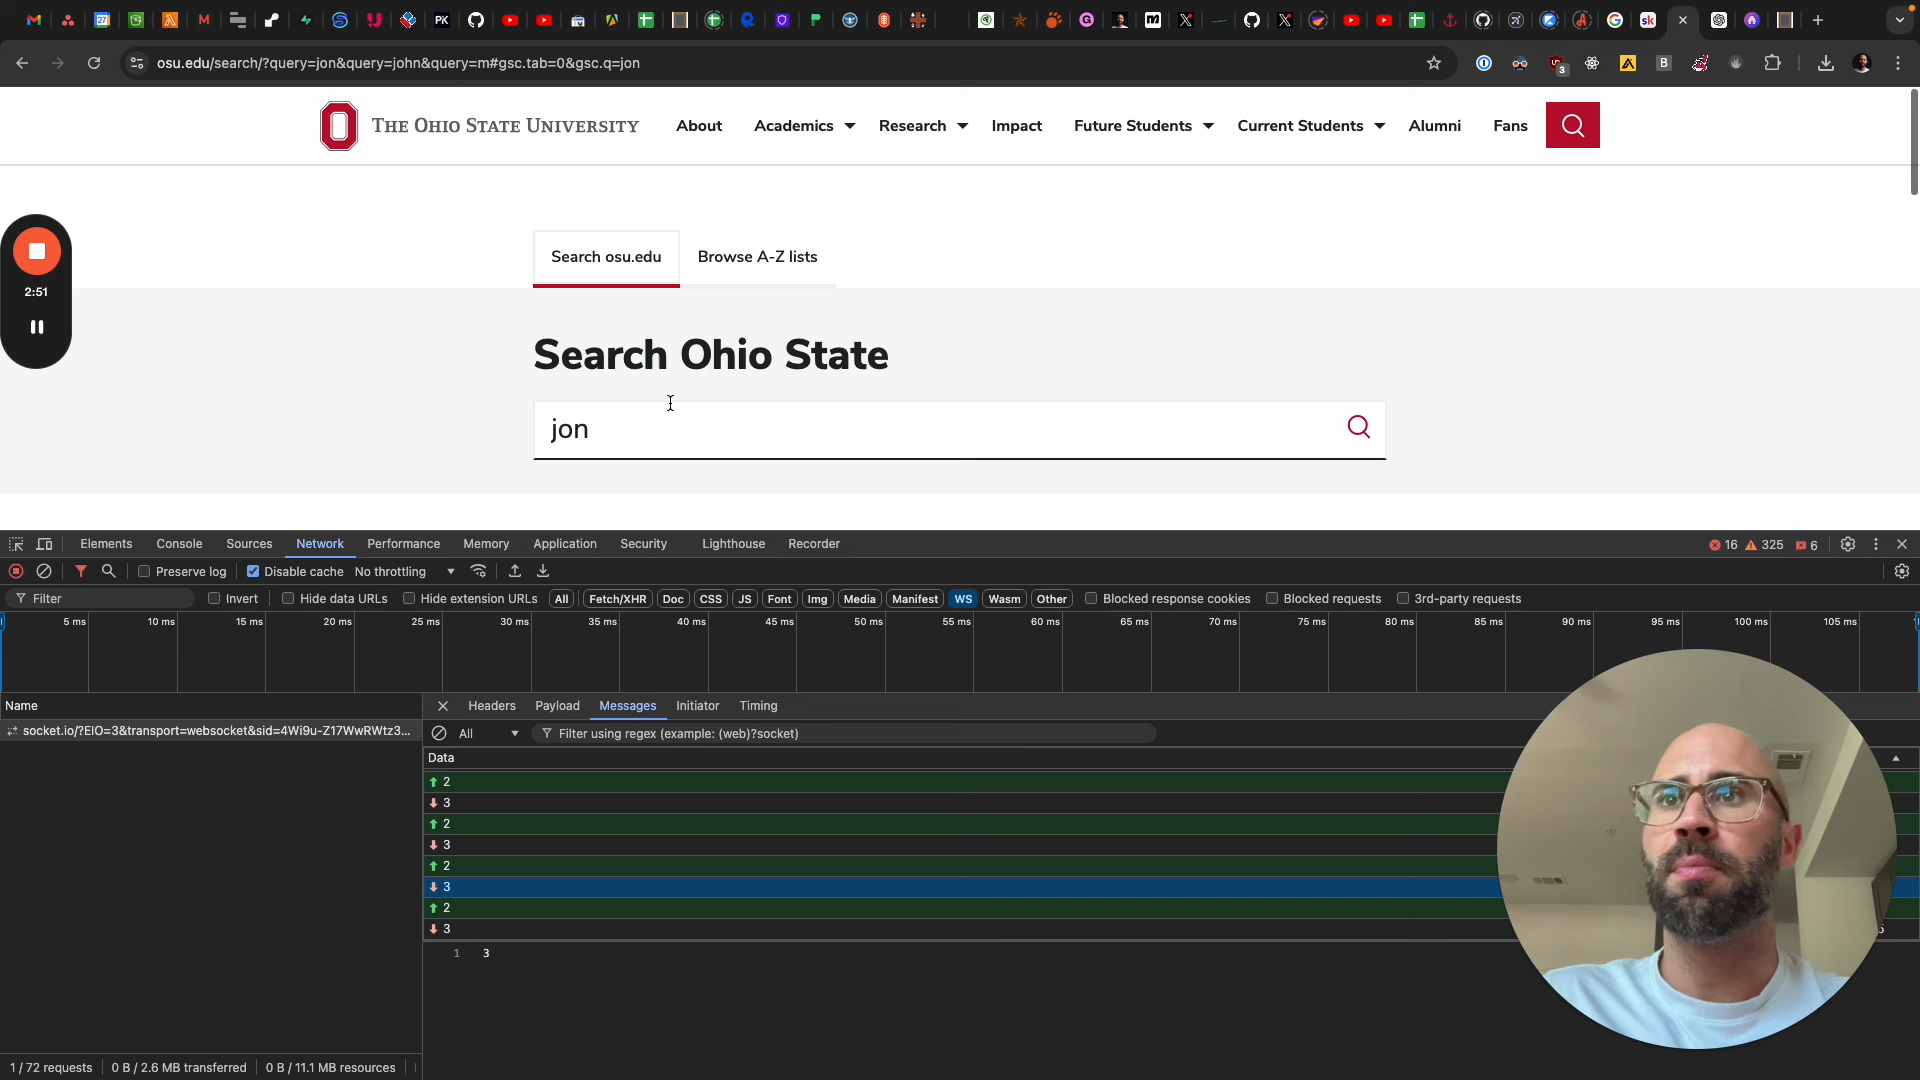 osu.edu/search/?query=jon&query=john&query=m#gsc.tab=0&gsc.q=jon
THE OHIO STATE UNIVERSITY
About
Academics
Research
Impact
Future Students
Current Students
Alumni
Fans
Search osu.edu
Browse A-Z lists
2:51
Search Ohio State
jon
Elements
Console
Sources
Network
Performance
Memory
Application
Security
Lighthouse
Recorder
16
325
6
Preserve log
Disable cache
No throttling
Filter
Invert
Hide data URLs
Hide extension URLs
All
Fetch/XHR
Doc
CSS
JS
Font
Img
Media
Manifest
WS
Wasm
Other
Blocked response cookies
Blocked requests
3rd-party requests
5 ms
10 ms
15 ms
20 ms
25 ms
30 ms
35 ms
40 ms
45 ms
50 ms
55 ms
60 ms
65 ms
70 ms
75 ms
80 ms
85 ms
90 ms
95 ms
100 ms
105 ms
Name
Headers
Payload
Messages
Initiator
Timing
socket.io/?EIO=3&transport=websocket&sid=4Wi9u-Z17WwRWtz3...
All
Filter using regex (example: (web)?socket)
Data
2
3
2
3
2
3
2
3
1 3
1 / 72 requests
0 B / 2.6 MB transferred
0 B / 11.1 MB resources